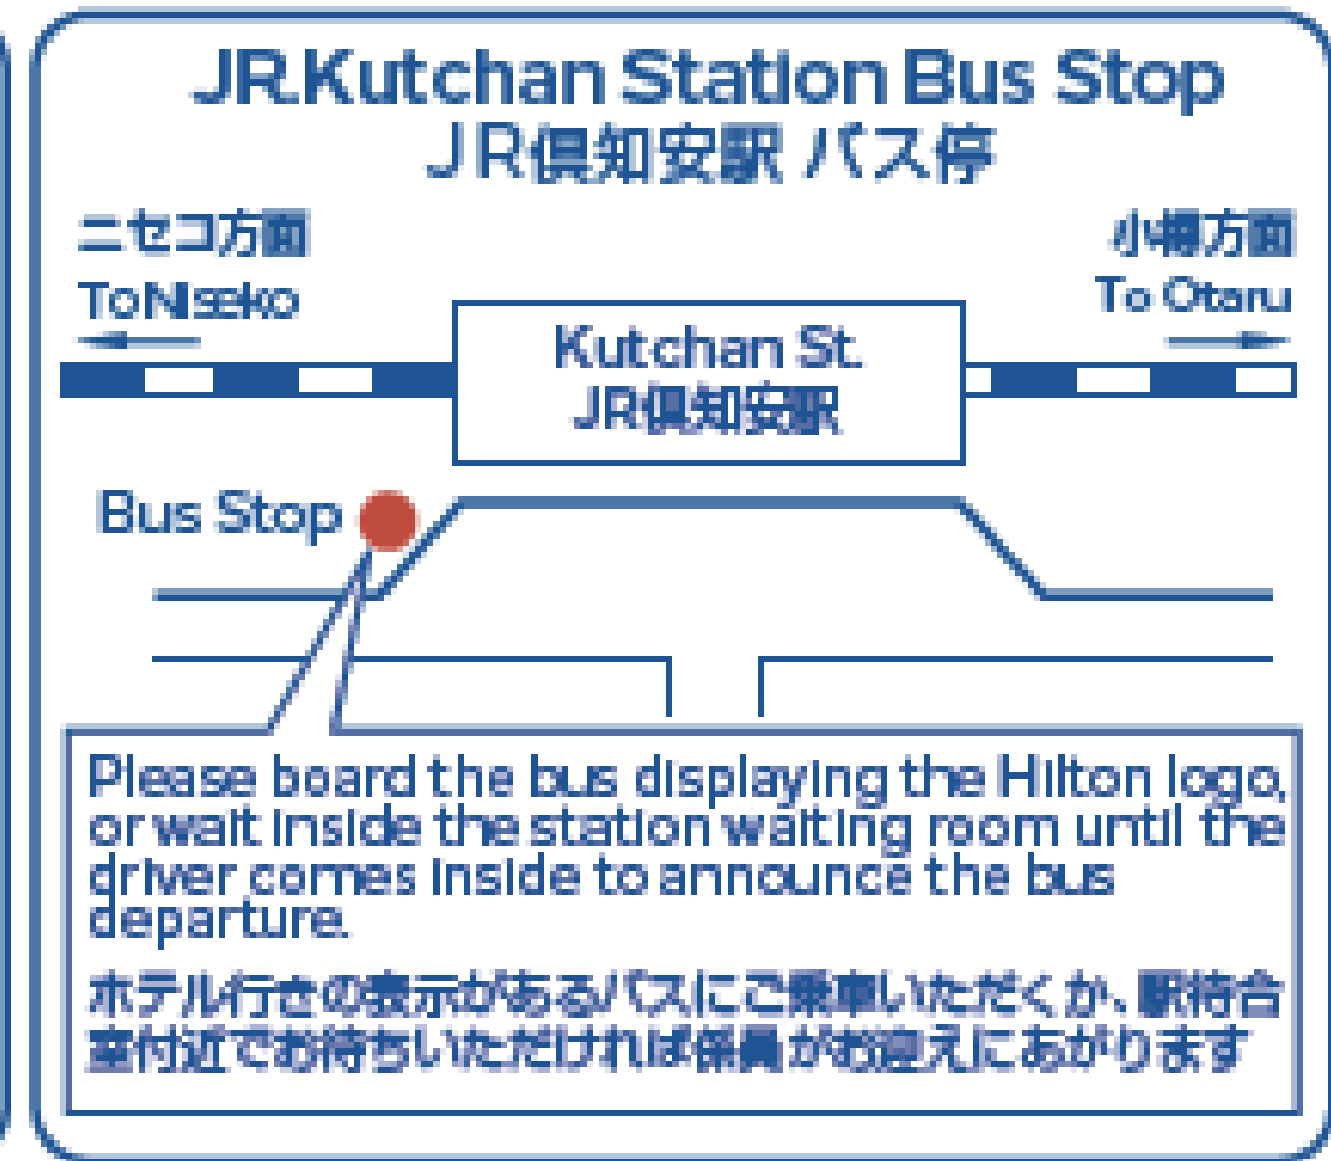 JR Kutchan Station Bus Stop
JR倶知安駅 バス停
ニセコ方面
To Niseko
小樽方面
To Otaru
Kutchan St.
JR倶知安駅
Bus Stop
Please board the bus displaying the Hilton logo,
or wait inside the station waiting room until the
driver comes inside to announce the bus
departure.
ホテル行きの表示があるバスにご乗車いただくか、駅待合
室付近でお待ちいただければ係員がお迎えにあがります